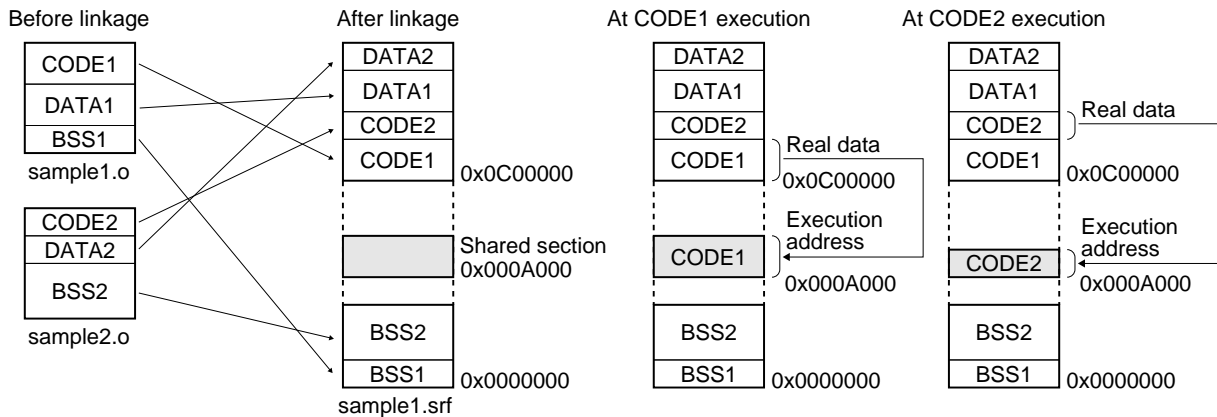 Before linkage
CODE1
DATA1
BSS1
sample1.o
CODE2
DATA2
BSS2
sample2.o
After linkage
DATA2
DATA1
CODE2
CODE1
0x0C00000
Shared section
0x000A000
BSS2
BSS1
0x0000000
sample1.srf
At CODE1 execution
DATA2
DATA1
CODE2
CODE1
Real data
0x0C00000
Execution
address
CODE1
0x000A000
BSS2
BSS1
0x0000000
At CODE2 execution
DATA2
DATA1
CODE2
Real data
CODE1
0x0C00000
Execution
address
CODE2
0x000A000
BSS2
BSS1
0x0000000